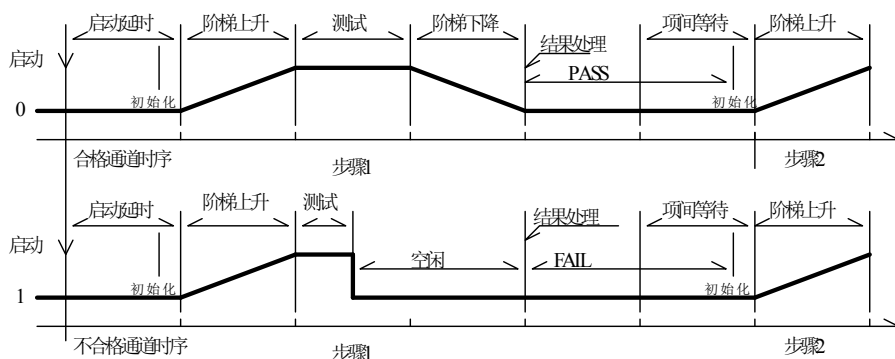 启动延时 阶梯上升 测试 阶梯下降 项间等待 阶梯上升
结果处理
启动
PASS
0 初始化 初始化
合格通道时序 步骤1 步骤2
启动延时 阶梯上升 测试 项间等待 阶梯上升
结果处理
启动
空闲 FAIL
1 初始化 初始化
不合格通道时序 步骤1 步骤2